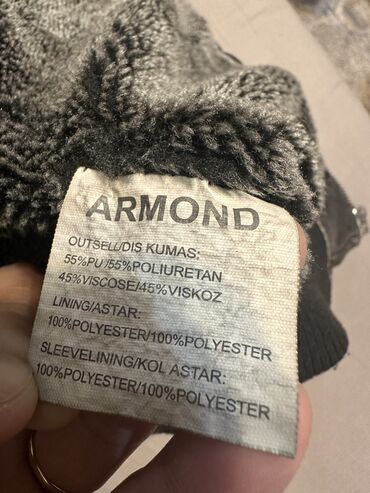 ARMOND
OUTSELL/DIS KUMAS:
55%PU/55%POLIURETAN
45%VISCOSE/45%VISKOZ
LINING/ASTAR:
100%POLYESTER/100%POLYESTER
SLEEVELINING/KOL ASTAR:
100%POLYESTER/100%POLYESTER